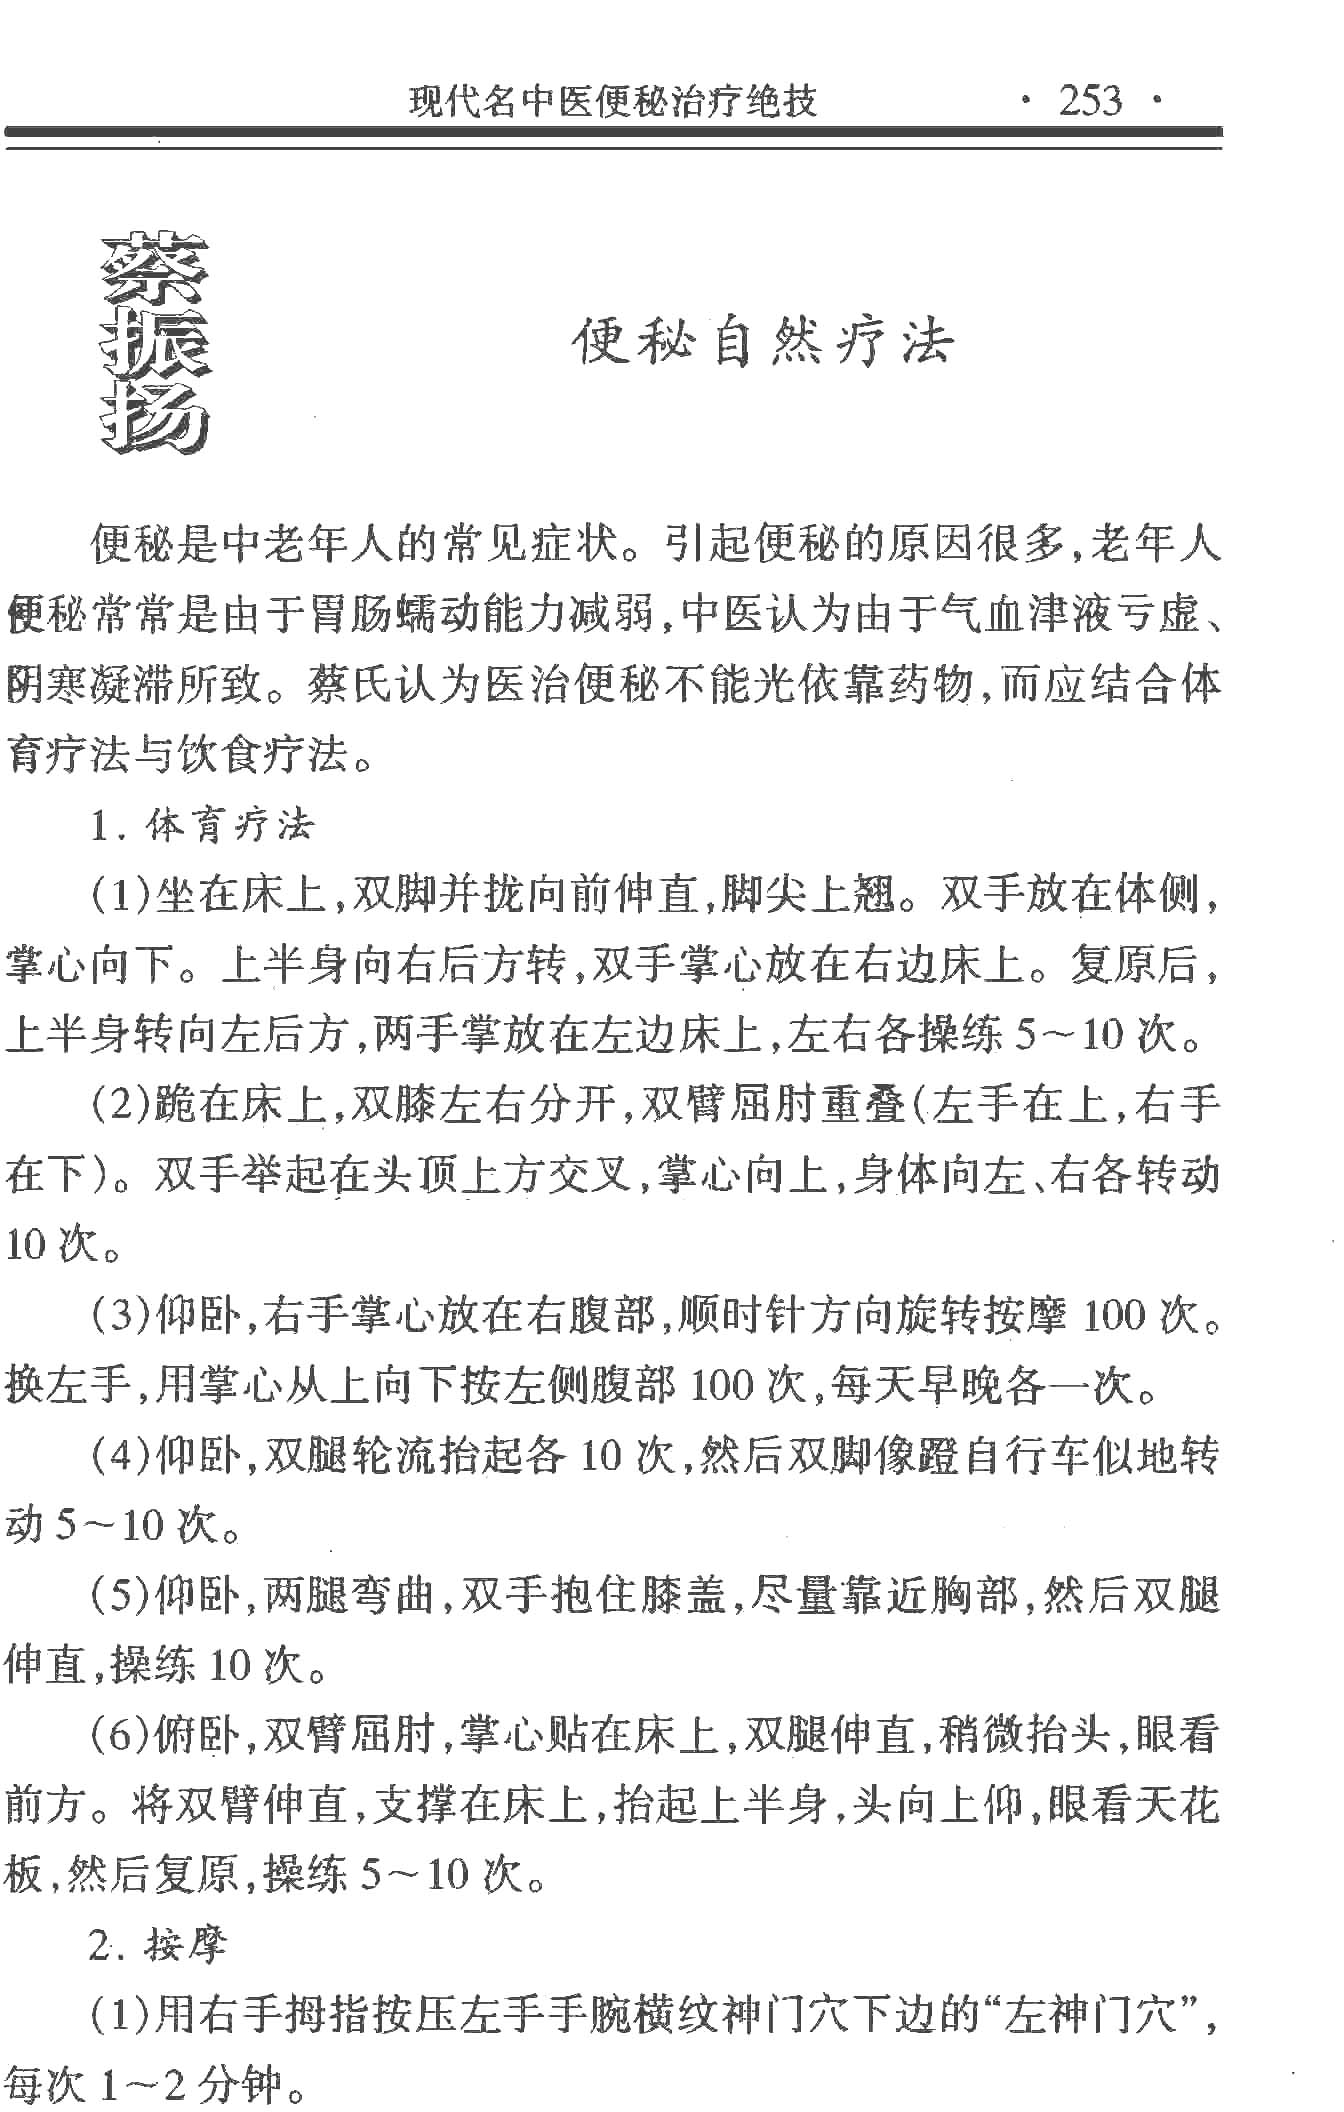 现代名中医便秘治疗绝技 · 253 ·
蔡振扬
便秘自然疗法
便秘是中老年人的常见症状。引起便秘的原因很多,老年人
便秘常常是由于胃肠蠕动能力减弱,中医认为由于气血津液亏虚、
阴寒凝滞所致。蔡氏认为医治便秘不能光依靠药物,而应结合体
育疗法与饮食疗法。
1. 体育疗法
(1)坐在床上,双脚并拢向前伸直,脚尖上翘。双手放在体侧,
掌心向下。上半身向右后方转,双手掌心放在右边床上。复原后,
上半身转向左后方,两手掌放在左边床上,左右各操练 5～10 次。
(2)跪在床上,双膝左右分开,双臂屈肘重叠(左手在上,右手
在下)。双手举起在头顶上方交叉,掌心向上,身体向左、右各转动
10 次。
(3)仰卧,右手掌心放在右腹部,顺时针方向旋转按摩 100 次。
换左手,用掌心从上向下按左侧腹部 100 次,每天早晚各一次。
(4)仰卧,双腿轮流抬起各 10 次,然后双脚像蹬自行车似地转
动 5～10 次。
(5)仰卧,两腿弯曲,双手抱住膝盖,尽量靠近胸部,然后双腿
伸直,操练 10 次。
(6)俯卧,双臂屈肘,掌心贴在床上,双腿伸直,稍微抬头,眼看
前方。将双臂伸直,支撑在床上,抬起上半身,头向上仰,眼看天花
板,然后复原,操练 5～10 次。
2. 按摩
(1)用右手拇指按压左手手腕横纹神门穴下边的“左神门穴”,
每次 1～2 分钟。